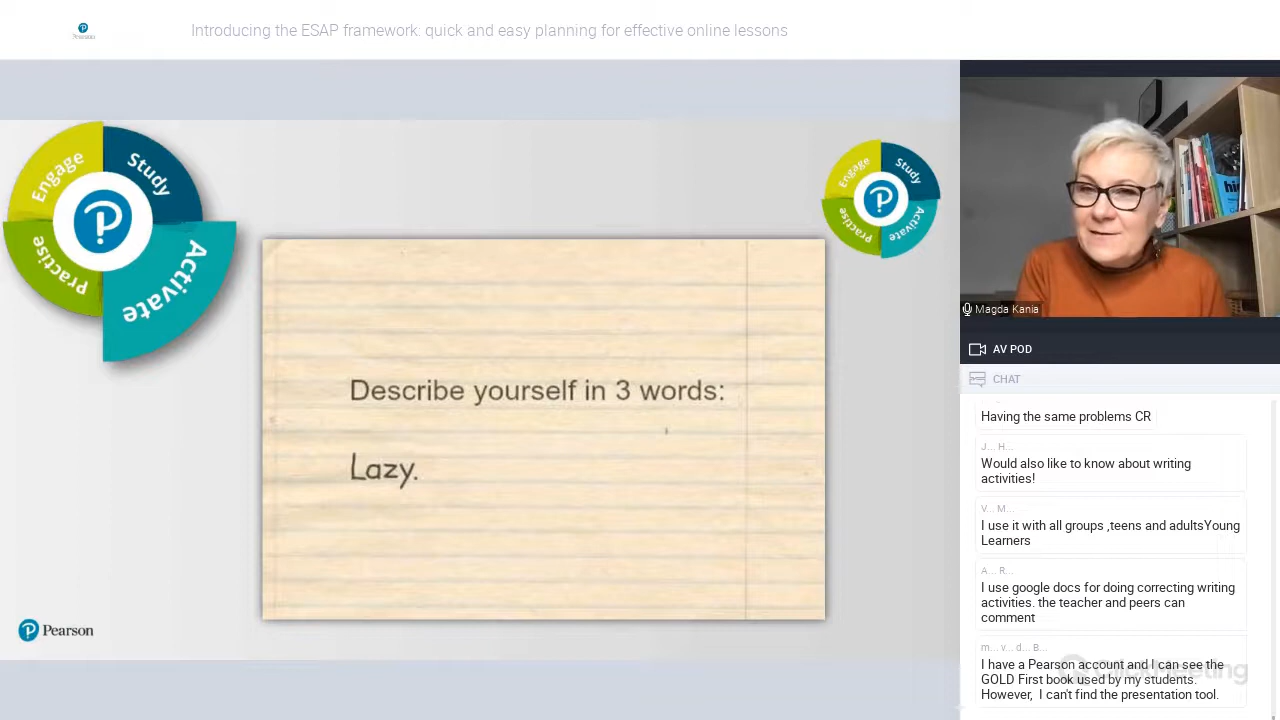 Pearson
Introducing the ESAP framework: quick and easy planning for effective online lessons
Engage
Study
Practise
Activate
Engage
Study
Practise
Activate
Describe yourself in 3 words:
Lazy.
Pearson
Magda Kania
AV POD
CHAT
Having the same problems CR
J... H...
Would also like to know about writing
activities!
V... M...
I use it with all groups ,teens and adultsYoung
Learners
A... R...
I use google docs for doing correcting writing
activities. the teacher and peers can
comment
m... v... d... B...
I have a Pearson account and I can see the
GOLD First book used by my students.
However,  I can't find the presentation tool.
ClickMeeting